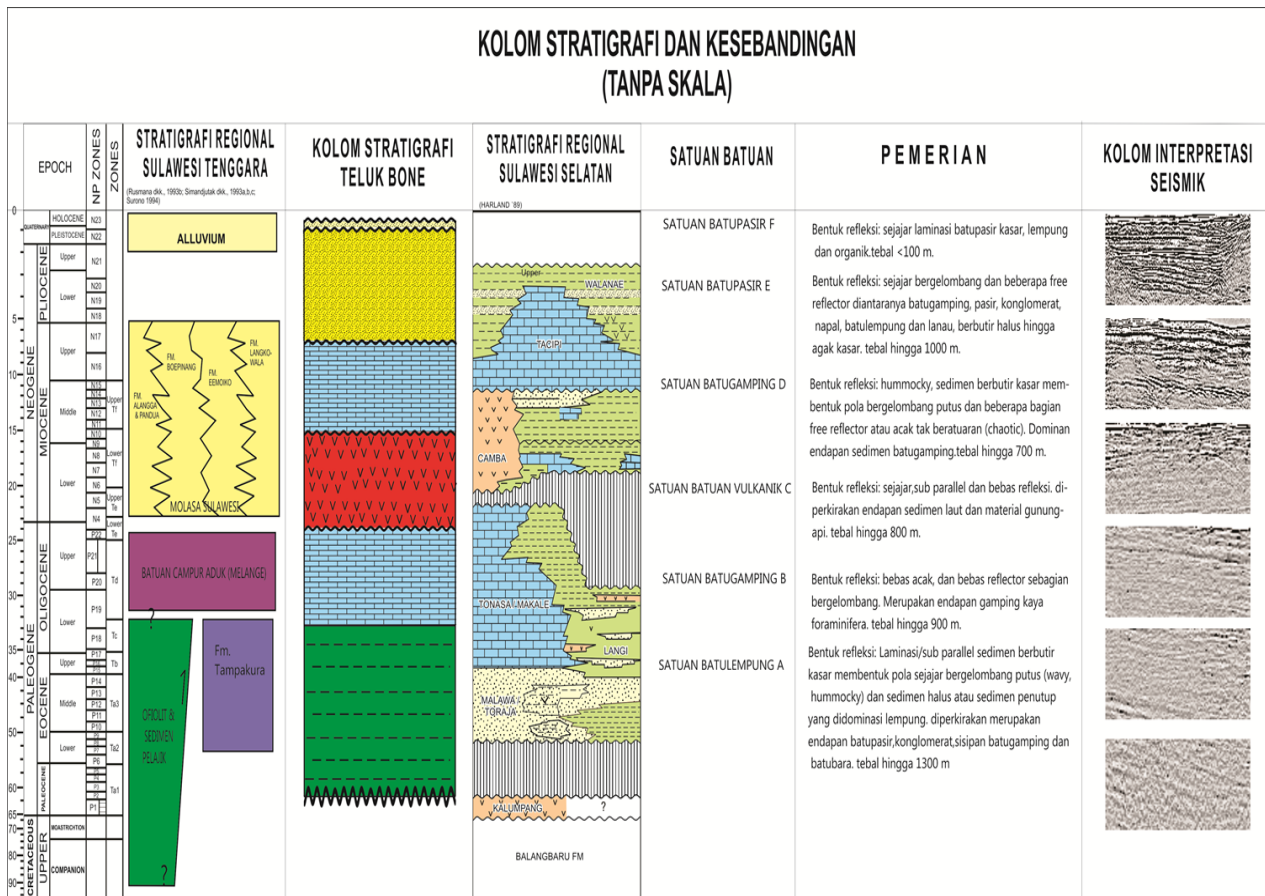 KOLOM STRATIGRAFI DAN KESEBANDINGAN
(TANPA SKALA)
EPOCH
NP ZONES
ZONES
STRATIGRAFI REGIONAL
SULAWESI TENGGARA
(Rusmana dkk., 1993b; Simandjutak dkk., 1993a,b,c;
Surono 1994)
KOLOM STRATIGRAFI
TELUK BONE
STRATIGRAFI REGIONAL
SULAWESI SELATAN
(HARLAND `89)
SATUAN BATUAN
PEMERIAN
KOLOM INTERPRETASI
SEISMIK
0
5
10
15
20
25
30
35
40
50
60
65
70
80
90
QUATERNARY
NEOGENE
PALEOGENE
CRETACEOUS
PLIOCENE
MIOCENE
OLIGOCENE
EOCENE
PALEOCENE
UPPER
HOLOCENE
PLEISTOCENE
Upper
Lower
Upper
Middle
Lower
Upper
Lower
Upper
Middle
Lower
MOASTRICHTION
COMPANION
N23
N22
N21
N20
N19
N18
N17
N16
N15
N14
N13
N12
N11
N10
N9
N8
N7
N6
N5
N4
P22
P21
P20
P19
P18
P17
P14
P13
P12
P11
P10
P6
P1
Upper
Tf
Lower
Tf
Upper
Te
Lower
Te
Td
Tc
Tb
Ta3
Ta2
Ta1
ALLUVIUM
FM.
ALANGGA
& PANDUA
FM.
BOEPINANG
FM.
EEMOIKO
FM.
LANGKO-
WALA
MOLASA SULAWESI
BATUAN CAMPUR ADUK (MELANGE)
?
OFIOLIT &
SEDIMEN
PELAJIK
?
Fm.
Tampakura
Upper
WALANAE
TACIPI
CAMBA
TONASA /MAKALE
LANGI
MALAWA -
TORAJA
KALUMPANG
?
BALANGBARU FM
SATUAN BATUPASIR F
SATUAN BATUPASIR E
SATUAN BATUGAMPING D
SATUAN BATUAN VULKANIK C
SATUAN BATUGAMPING B
SATUAN BATULEMPUNG A
Bentuk refleksi: sejajar laminasi batupasir kasar, lempung
dan organik.tebal <100 m.
Bentuk refleksi: sejajar bergelombang dan beberapa free
reflector diantaranya batugamping, pasir, konglomerat,
napal, batulempung dan lanau, berbutir halus hingga
agak kasar. tebal hingga 1000 m.
Bentuk refleksi: hummocky, sedimen berbutir kasar mem-
bentuk pola bergelombang putus dan beberapa bagian
free reflector atau acak tak beratuaran (chaotic). Dominan
endapan sedimen batugamping.tebal hingga 700 m.
Bentuk refleksi: sejajar,sub parallel dan bebas refleksi. di-
perkirakan endapan sedimen laut dan material gunung-
api. tebal hingga 800 m.
Bentuk refleksi: bebas acak, dan bebas reflector sebagian
bergelombang. Merupakan endapan gamping kaya
foraminifera. tebal hingga 900 m.
Bentuk refleksi: Laminasi/sub parallel sedimen berbutir
kasar membentuk pola sejajar bergelombang putus (wavy,
hummocky) dan sedimen halus atau sedimen penutup
yang didominasi lempung. diperkirakan merupakan
endapan batupasir,konglomerat,sisipan batugamping dan
batubara. tebal hingga 1300 m